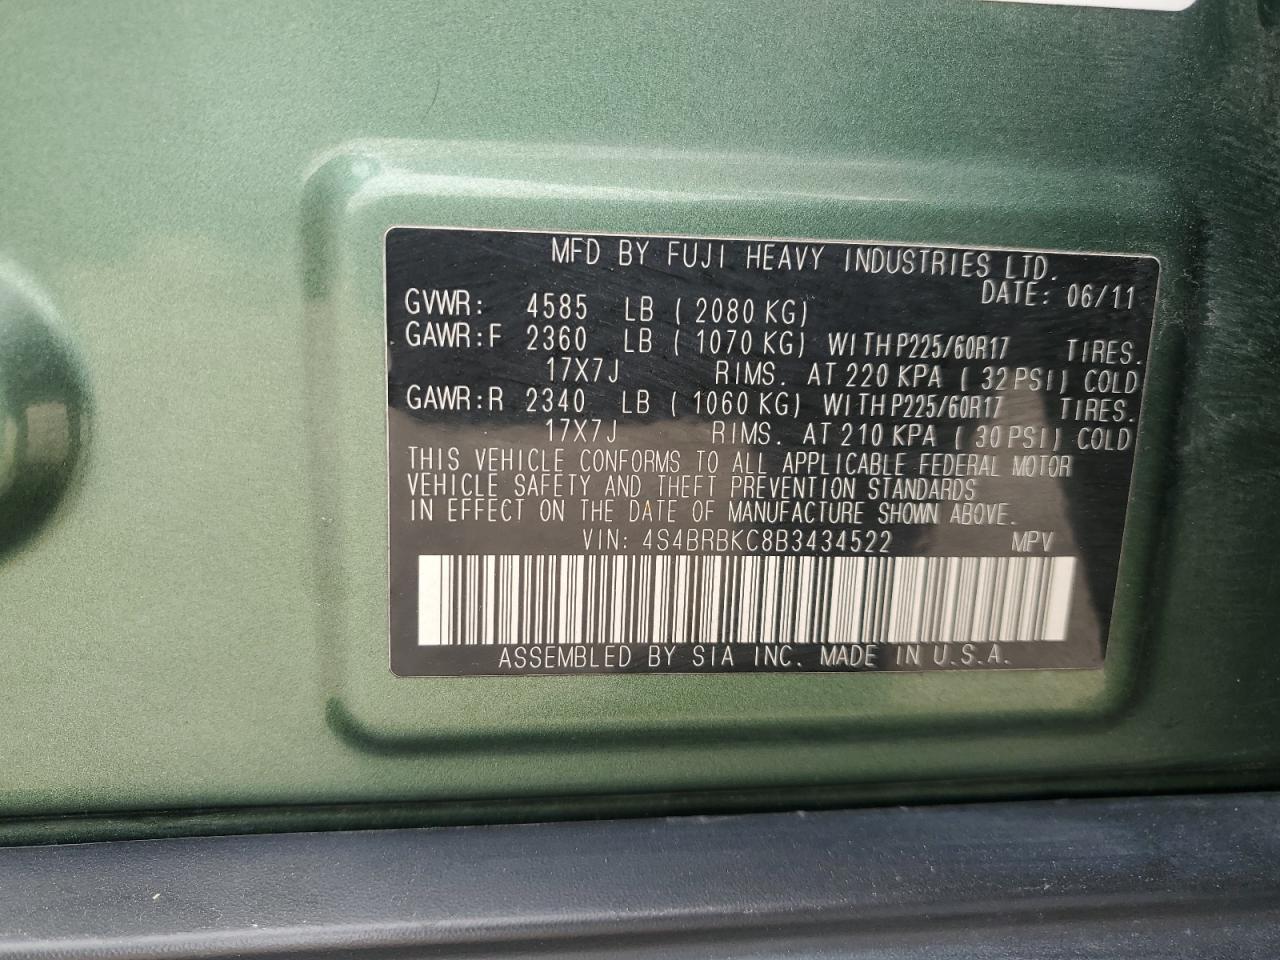 MFD BY FUJI HEAVY INDUSTRIES LTD.
DATE: 06/11
GVWR: 4585 LB ( 2080 KG)
GAWR:F 2360 LB ( 1070 KG) WITH P225/60R17 TIRES.
17X7J RIMS. AT 220 KPA ( 32 PSI) COLD
GAWR:R 2340 LB ( 1060 KG) WITH P225/60R17 TIRES.
17X7J RIMS. AT 210 KPA ( 30 PSI) COLD
THIS VEHICLE CONFORMS TO ALL APPLICABLE FEDERAL MOTOR
VEHICLE SAFETY AND THEFT PREVENTION STANDARDS
IN EFFECT ON THE DATE OF MANUFACTURE SHOWN ABOVE.
VIN: 4S4BRBKC8B3434522 MPV
ASSEMBLED BY SIA INC. MADE IN U.S.A.